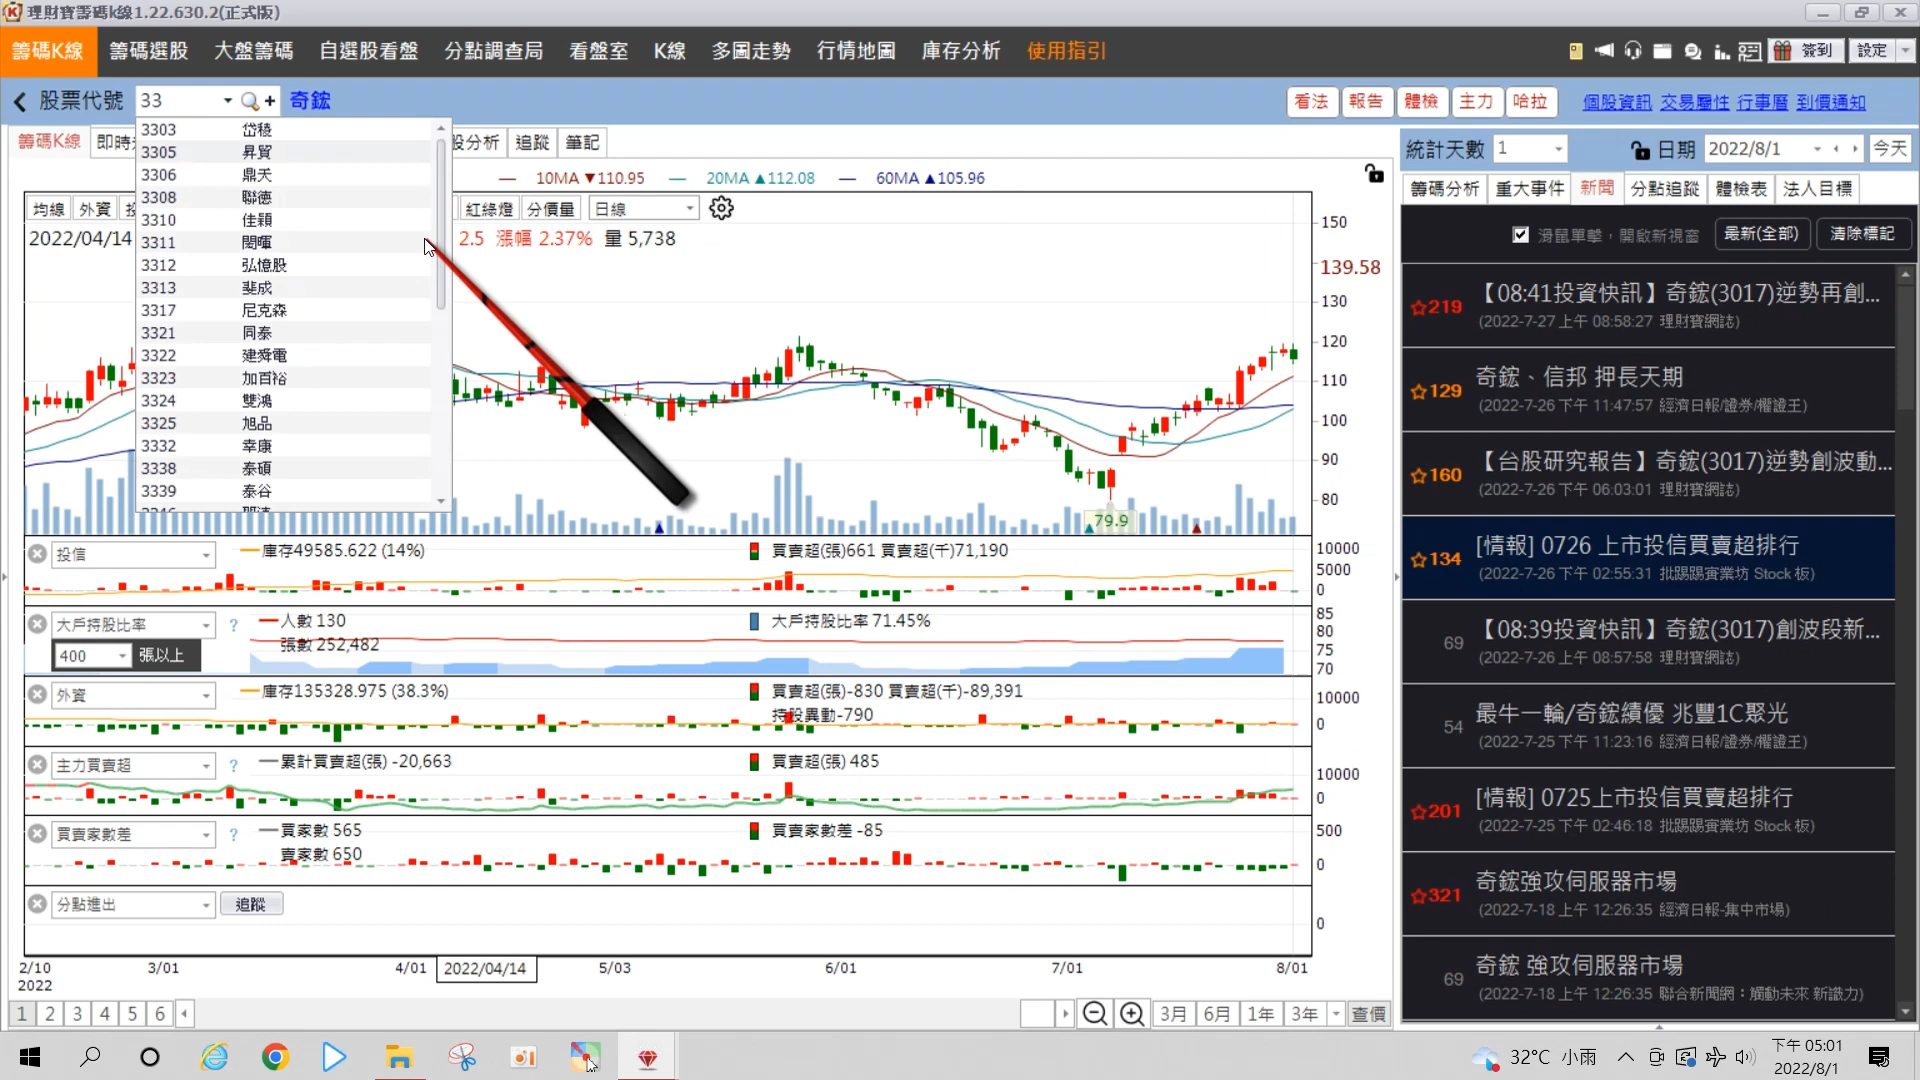 理財寶籌碼k線1.22.630.2(正式版)
籌碼K線 籌碼選股 大盤籌碼 自選股看盤 分點調查局 看盤室 K線 多圖走勢 行情地圖 庫存分析 使用指引 簽到 設定
股票代號 33 奇鋐 看法 報告 體檢 主力 哈拉 個股資訊 交易屬性 行事曆 到價通知
3303 岱稜
3305 昇貿
3306 鼎天
3308 聯德
3310 佳穎
3311 閎暉
3312 弘憶股
3313 斐成
3317 尼克森
3321 同泰
3322 建舜電
3323 加百裕
3324 雙鴻
3325 旭品
3332 幸康
3338 泰碩
3339 泰谷
籌碼K線 即時 股分析 追蹤 筆記
10MA ▼110.95 20MA ▲112.08 60MA ▲105.96
均線 外資 紅綠燈 分價量 日線
2022/04/14 2.5 漲幅 2.37% 量 5,738
150
139.58
130
120
110
100
90
80
79.9
投信 庫存49585.622 (14%) 買賣超(張)661 買賣超(千)71,190
10000
5000
0
大戶持股比率 ? 人數 130 大戶持股比率 71.45%
400 張以上 張數 252,482
85
80
75
70
外資 庫存135328.975 (38.3%) 買賣超(張)-830 買賣超(千)-89,391
持股異動-790
10000
0
主力買賣超 ? 累計買賣超(張) -20,663 買賣超(張) 485
10000
0
買賣家數差 ? 買家數 565 買賣家數差 -85
賣家數 650
500
0
分點進出 追蹤
0
2/10 3/01 4/01 2022/04/14 5/03 6/01 7/01 8/01
2022
1 2 3 4 5 6 3月 6月 1年 3年 查價
統計天數 1 日期 2022/8/1 今天
籌碼分析 重大事件 新聞 分點追蹤 體檢表 法人目標
滑鼠單擊，開啟新視窗 最新(全部) 清除標記
219 【08:41投資快訊】奇鋐(3017)逆勢再創...
(2022-7-27 上午 08:58:27 理財寶網誌)
129 奇鋐、信邦 押長天期
(2022-7-26 下午 11:47:57 經濟日報/證券/權證王)
160 【台股研究報告】奇鋐(3017)逆勢創波動...
(2022-7-26 下午 06:03:01 理財寶網誌)
134 [情報] 0726 上市投信買賣超排行
(2022-7-26 下午 02:55:31 批踢踢實業坊 Stock 板)
69 【08:39投資快訊】奇鋐(3017)創波段新...
(2022-7-26 上午 08:57:58 理財寶網誌)
54 最牛一輪/奇鋐績優 兆豐1C聚光
(2022-7-25 下午 11:23:16 經濟日報/證券/權證王)
201 [情報] 0725上市投信買賣超排行
(2022-7-25 下午 02:46:18 批踢踢實業坊 Stock 板)
321 奇鋐強攻伺服器市場
(2022-7-18 上午 12:26:35 經濟日報-集中市場)
69 奇鋐 強攻伺服器市場
(2022-7-18 上午 12:26:35 聯合新聞網：觸動未來 新識力)
32°C 小雨 下午 05:01
2022/8/1